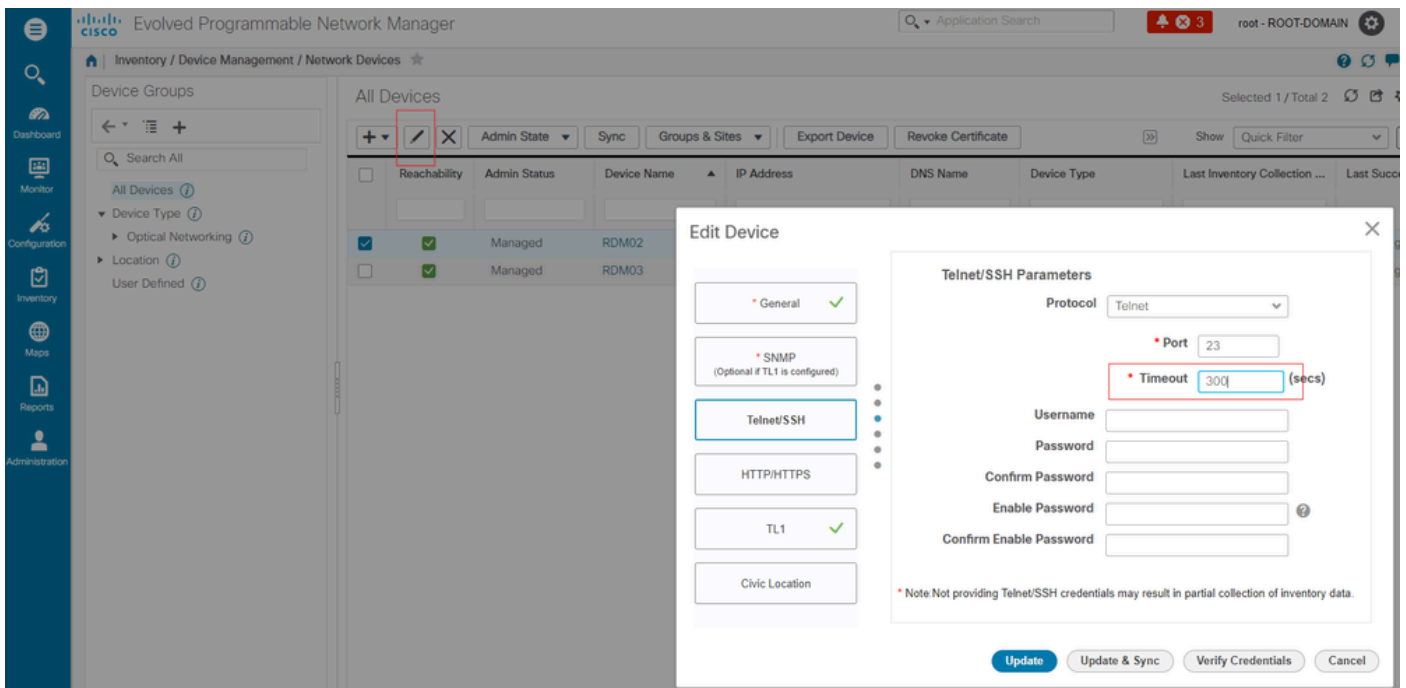 cisco Evolved Programmable Network Manager
Application Search
3
root - ROOT-DOMAIN
Inventory / Device Management / Network Devices
Dashboard
Monitor
Configuration
Inventory
Maps
Reports
Administration
Device Groups
Search All
All Devices
Device Type
Optical Networking
Location
User Defined
All Devices
Selected 1 / Total 2
Admin State
Sync
Groups & Sites
Export Device
Revoke Certificate
Show
Quick Filter
Reachability
Admin Status
Device Name
IP Address
DNS Name
Device Type
Last Inventory Collection ...
Last Succe
Managed
RDM02
Managed
RDM03
Edit Device
* General
* SNMP
(Optional if TL1 is configured)
Telnet/SSH
HTTP/HTTPS
TL1
Civic Location
Telnet/SSH Parameters
Protocol Telnet
* Port 23
* Timeout 300 (secs)
Username
Password
Confirm Password
Enable Password
Confirm Enable Password
* Note:Not providing Telnet/SSH credentials may result in partial collection of inventory data.
Update
Update & Sync
Verify Credentials
Cancel